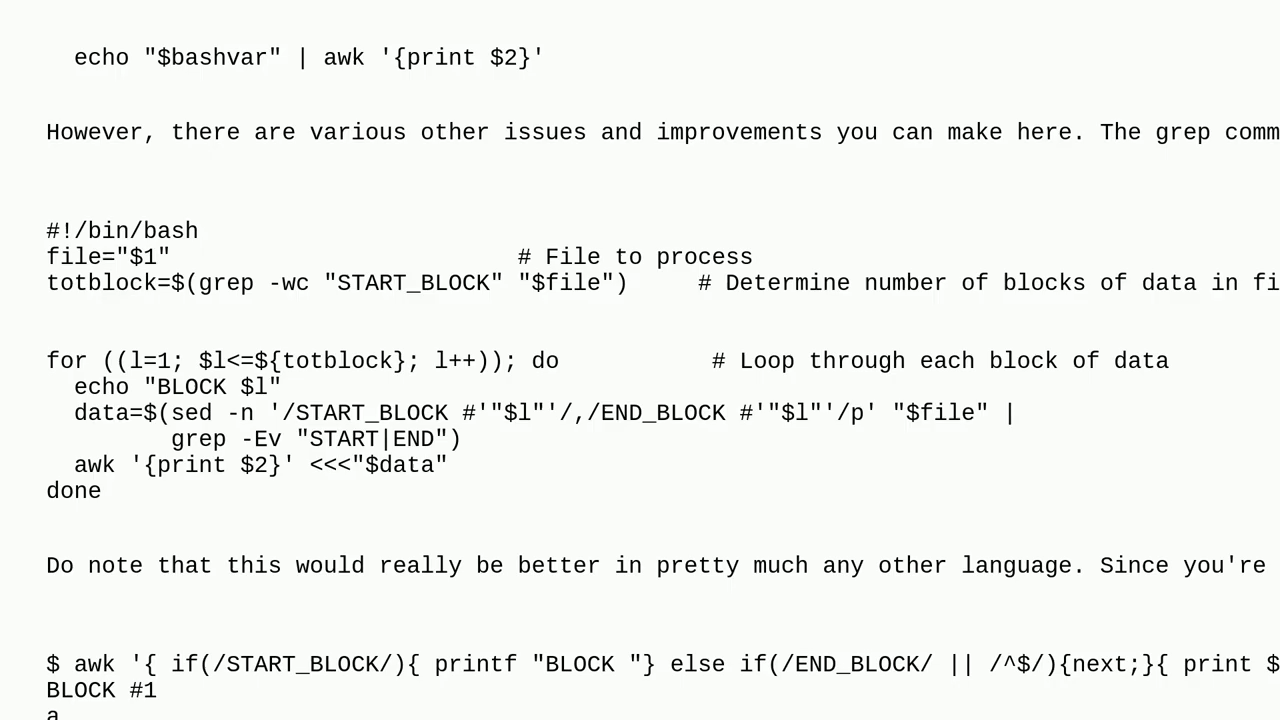 echo "$bashvar" | awk '{print $2}'
However, there are various other issues and improvements you can make here. The grep comm
#!/bin/bash
file="$1"                         # File to process
totblock=$(grep -wc "START_BLOCK" "$file")     # Determine number of blocks of data in fi
for ((l=1; $l<=${totblock}; l++)); do           # Loop through each block of data
  echo "BLOCK $l"
  data=$(sed -n '/START_BLOCK #'"$l"'/,/END_BLOCK #'"$l"'/p' "$file" |
         grep -Ev "START|END")
  awk '{print $2}' <<<"$data"
done
Do note that this would really be better in pretty much any other language. Since you're
$ awk '{ if(/START_BLOCK/){ printf "BLOCK "} else if(/END_BLOCK/ || /^$/){next;}{ print $
BLOCK #1
a